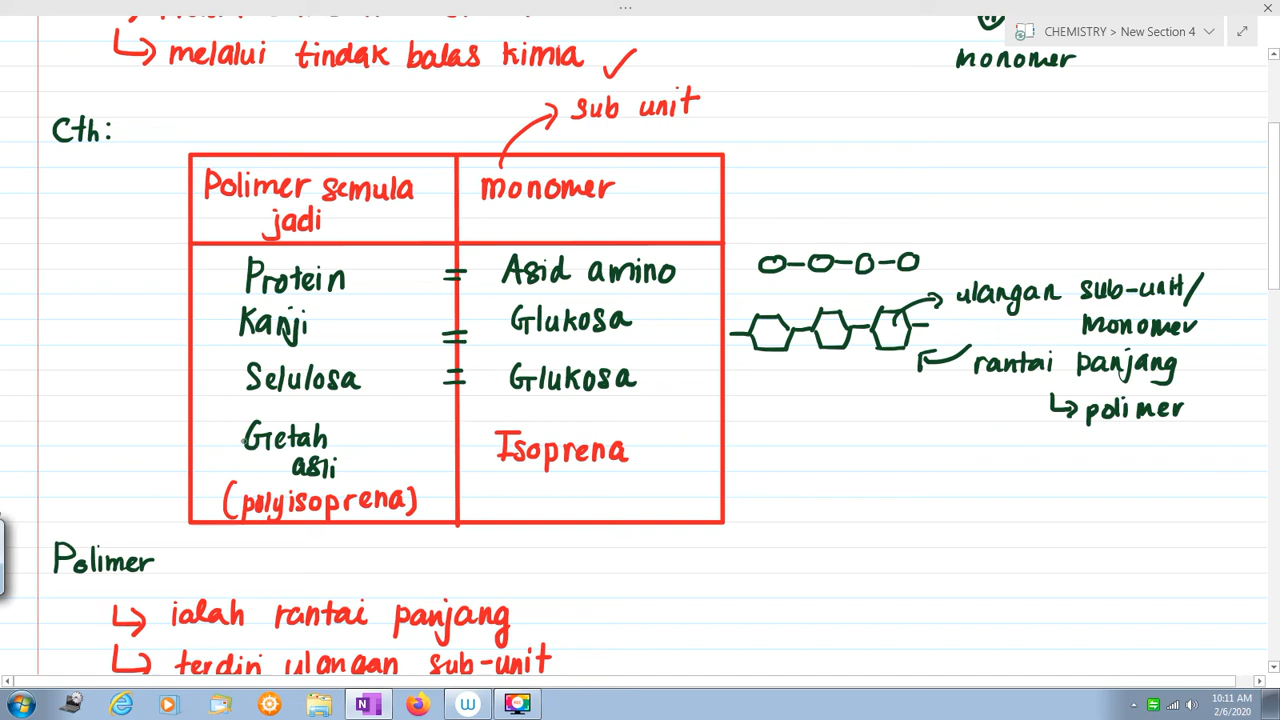 CHEMISTRY > New Section 4
↳ melalui tindak balas kimia ✓
monomer
sub unit
Cth:
Polimer semula jadi
monomer
Protein = Asid amino
Kanji = Glukosa
Selulosa = Glukosa
Getah asli
(polyisoprena)
Isoprena
ulangan sub-unit/
Monomer
rantai panjang
↳ polimer
Polimer
↳ ialah rantai panjang
↳ terdiri ulangan sub-unit
10:11 AM
2/6/2020